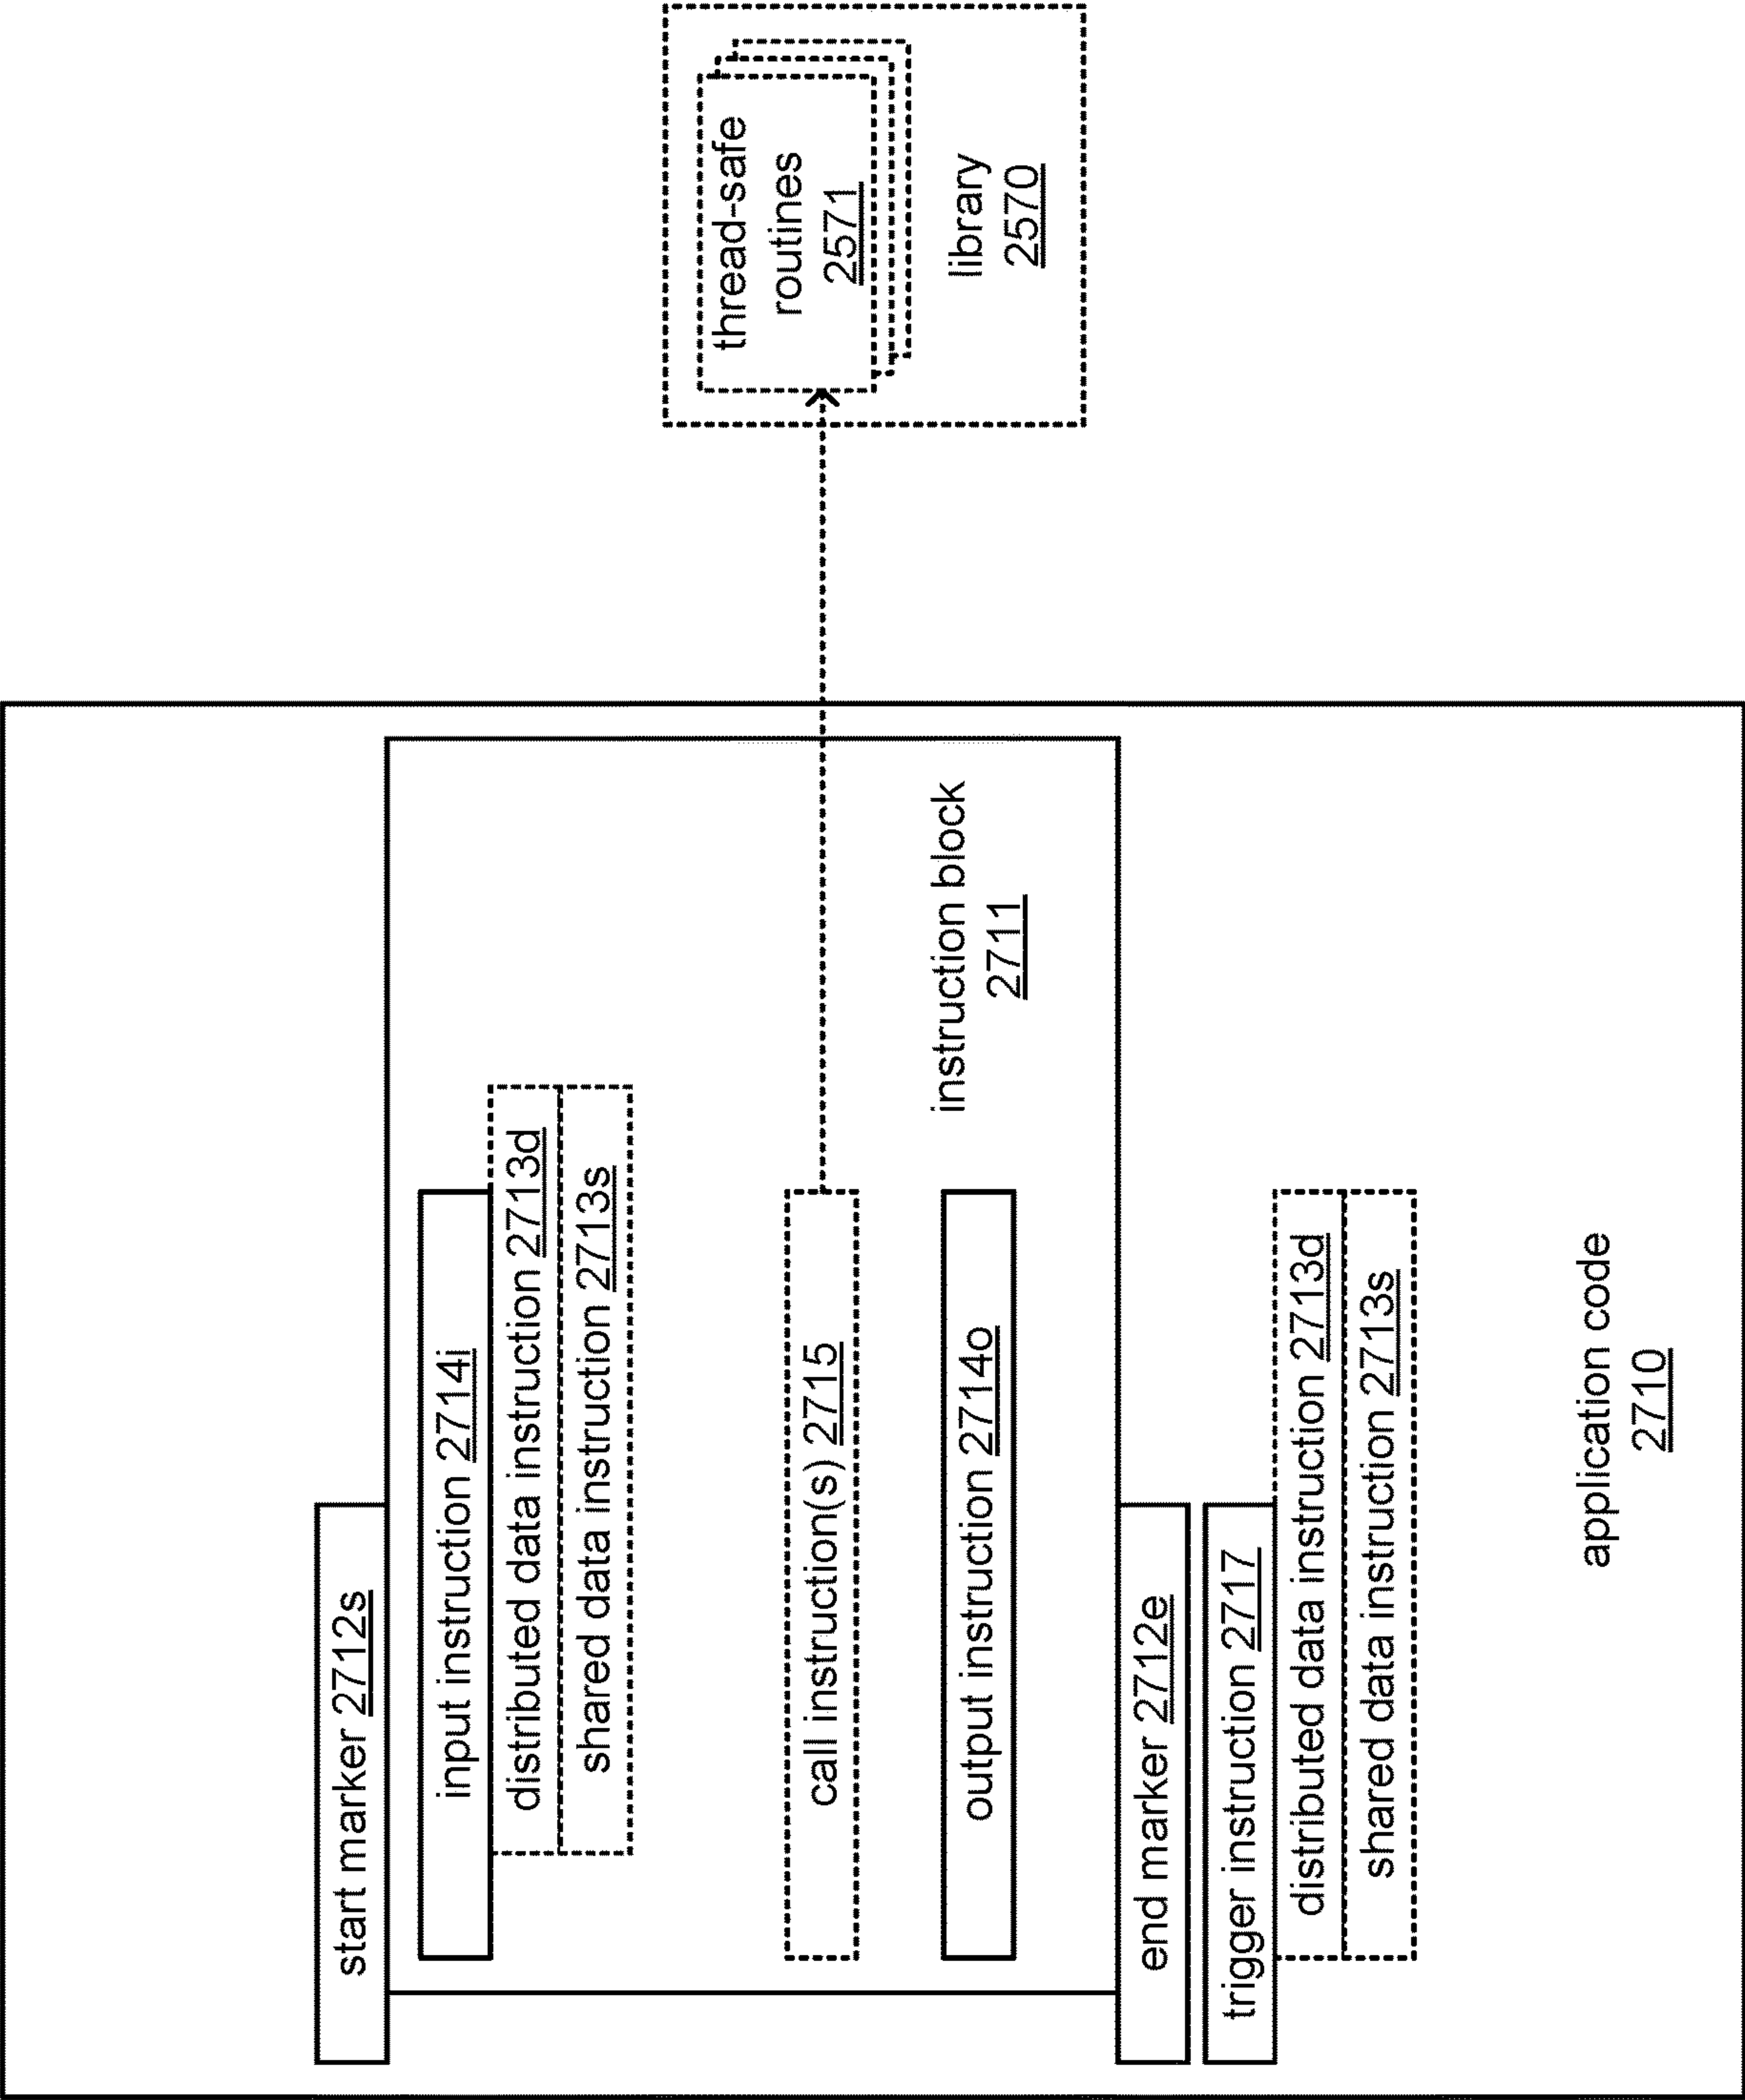 start marker 2712s
input instruction 2714i
distributed data instruction 2713d
shared data instruction 2713s
call instruction(s) 2715
output instruction 2714o
instruction block
2711
end marker 2712e
trigger instruction 2717
distributed data instruction 2713d
shared data instruction 2713s
application code
2710
thread-safe
routines
2571
library
2570